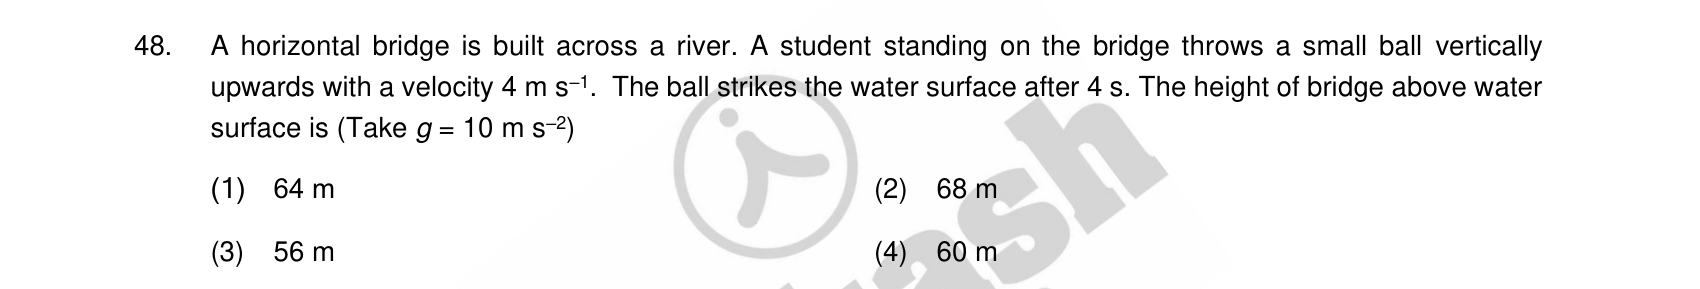 48. A horizontal bridge is built across a river. A student standing on the bridge throws a small ball vertically
upwards with a velocity 4 m s⁻¹. The ball strikes the water surface after 4 s. The height of bridge above water
surface is (Take g = 10 m s⁻²)
(1) 64 m (2) 68 m
(3) 56 m (4) 60 m